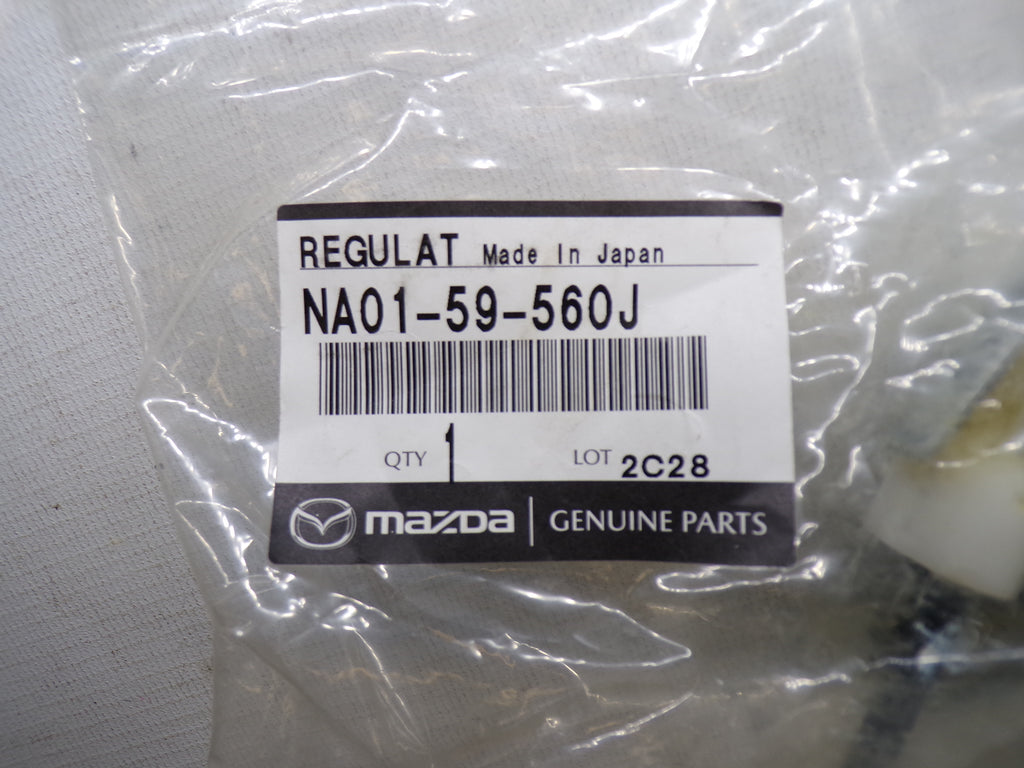 REGULAT Made In Japan
NA01-59-560J
QTY 1 LOT 2C28
mazda GENUINE PARTS